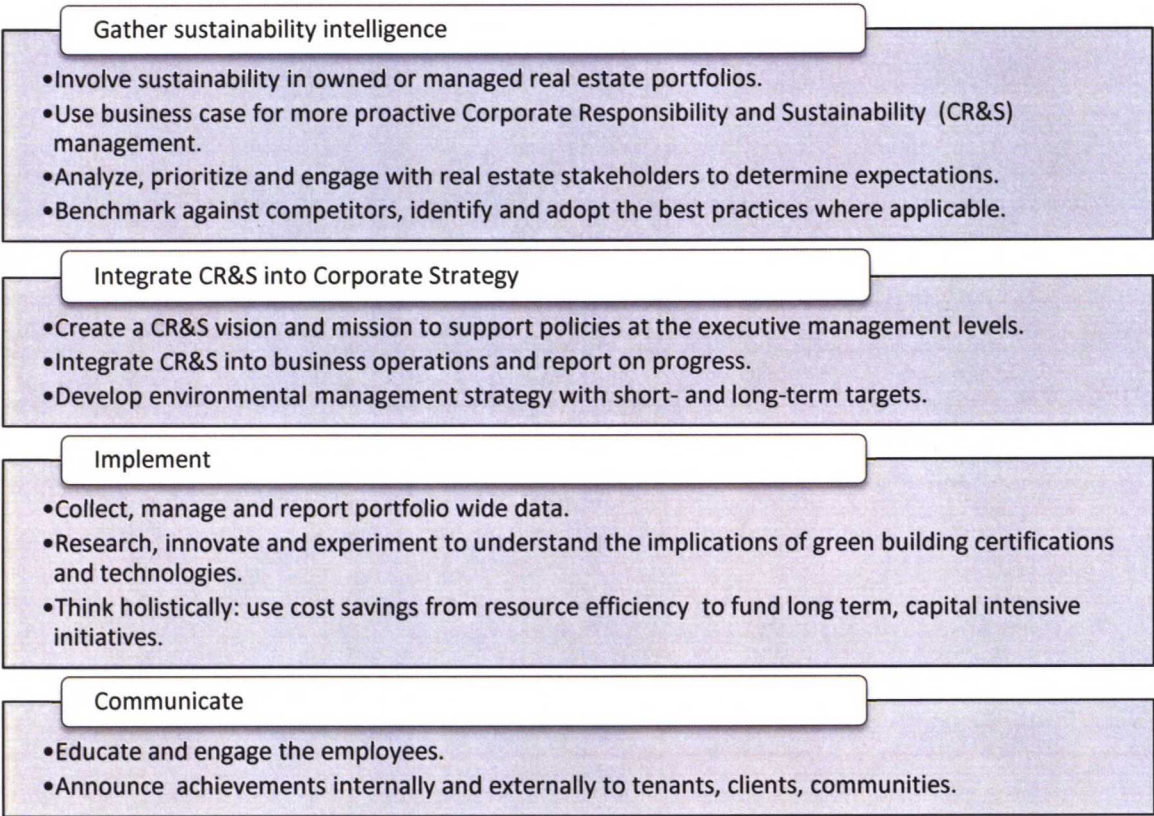 Gather sustainability intelligence
•Involve sustainability in owned or managed real estate portfolios.
•Use business case for more proactive Corporate Responsibility and Sustainability (CR&S)
management.
•Analyze, prioritize and engage with real estate stakeholders to determine expectations.
•Benchmark against competitors, identify and adopt the best practices where applicable.
Integrate CR&S into Corporate Strategy
•Create a CR&S vision and mission to support policies at the executive management levels.
•Integrate CR&S into business operations and report on progress.
•Develop environmental management strategy with short- and long-term targets.
Implement
•Collect, manage and report portfolio wide data.
•Research, innovate and experiment to understand the implications of green building certifications
and technologies.
•Think holistically: use cost savings from resource efficiency to fund long term, capital intensive
initiatives.
Communicate
•Educate and engage the employees.
•Announce achievements internally and externally to tenants, clients, communities.